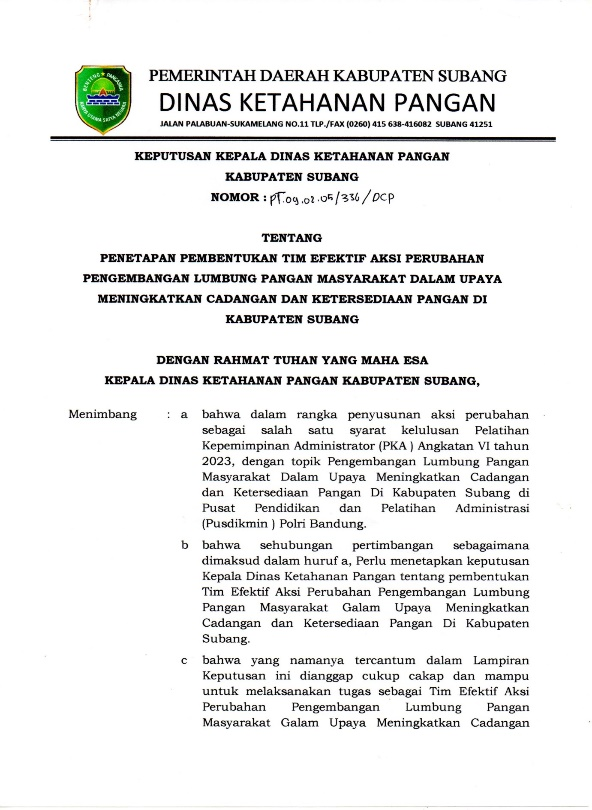 PEMERINTAH DAERAH KABUPATEN SUBANG
DINAS KETAHANAN PANGAN
JALAN PALABUAN-SUKAMELANG NO.11 TLP./FAX (0260) 415 638-416082 SUBANG 41251
KEPUTUSAN KEPALA DINAS KETAHANAN PANGAN
KABUPATEN SUBANG
NOMOR : PT.09.02.05/336/DCP
TENTANG
PENETAPAN PEMBENTUKAN TIM EFEKTIF AKSI PERUBAHAN
PENGEMBANGAN LUMBUNG PANGAN MASYARAKAT DALAM UPAYA
MENINGKATKAN CADANGAN DAN KETERSEDIAAN PANGAN DI
KABUPATEN SUBANG
DENGAN RAHMAT TUHAN YANG MAHA ESA
KEPALA DINAS KETAHANAN PANGAN KABUPATEN SUBANG,
Menimbang : a bahwa dalam rangka penyusunan aksi perubahan
sebagai salah satu syarat kelulusan Pelatihan
Kepemimpinan Administrator (PKA ) Angkatan VI tahun
2023, dengan topik Pengembangan Lumbung Pangan
Masyarakat Dalam Upaya Meningkatkan Cadangan
dan Ketersediaan Pangan Di Kabupaten Subang di
Pusat Pendidikan dan Pelatihan Administrasi
(Pusdikmin ) Polri Bandung.
b bahwa sehubungan pertimbangan sebagaimana
dimaksud dalam huruf a, Perlu menetapkan keputusan
Kepala Dinas Ketahanan Pangan tentang pembentukan
Tim Efektif Aksi Perubahan Pengembangan Lumbung
Pangan Masyarakat Galam Upaya Meningkatkan
Cadangan dan Ketersediaan Pangan Di Kabupaten
Subang.
c bahwa yang namanya tercantum dalam Lampiran
Keputusan ini dianggap cukup cakap dan mampu
untuk melaksanakan tugas sebagai Tim Efektif Aksi
Perubahan Pengembangan Lumbung Pangan
Masyarakat Galam Upaya Meningkatkan Cadangan